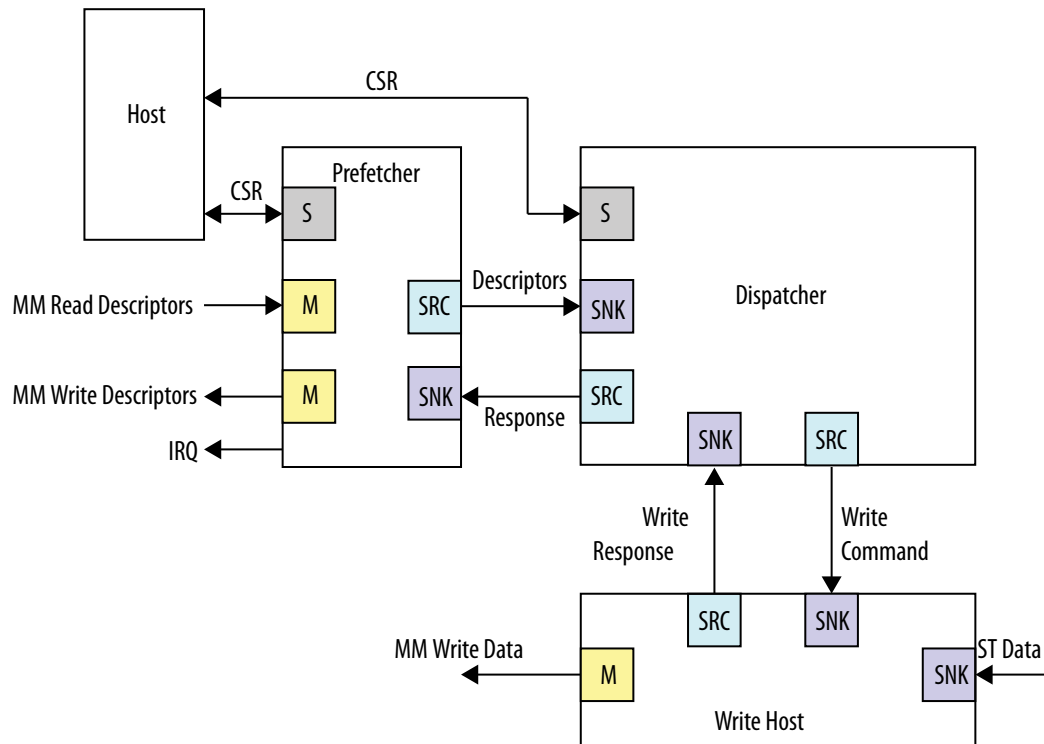 CSR
Host
Prefetcher
CSR
S
S
MM Read Descriptors
M
SRC
Descriptors
SNK
Dispatcher
MM Write Descriptors
M
SNK
Response
SRC
IRQ
SNK
SRC
Write
Response
Write
Command
SRC
SNK
MM Write Data
M
SNK
ST Data
Write Host